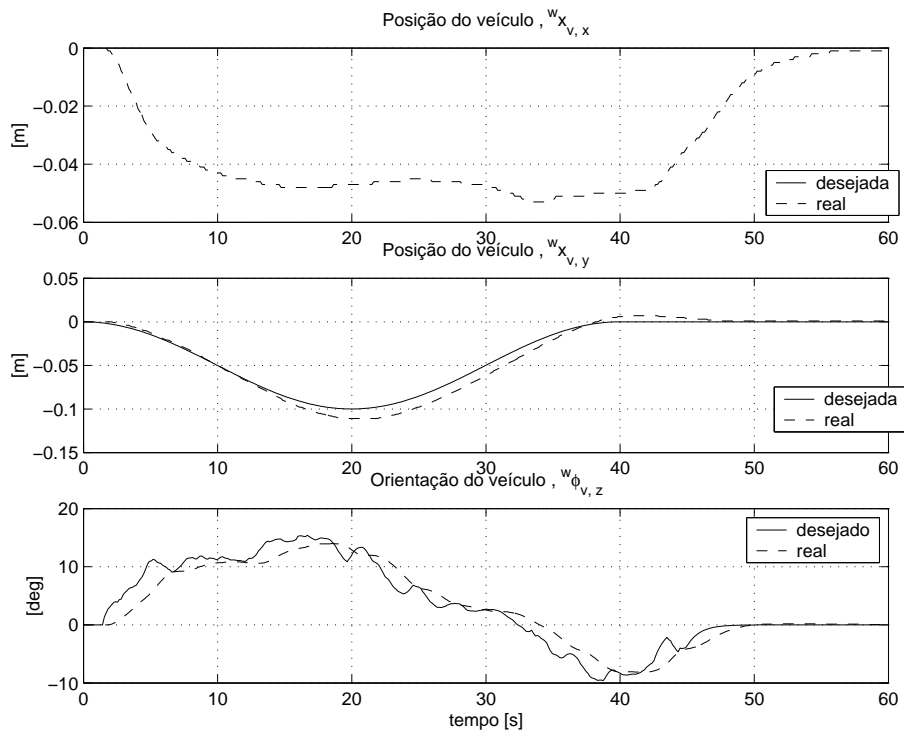 Posição do veículo , ʷx_{v, x}
0
−0.02
−0.04
−0.06
[m]
desejada
real
0 10 20 30 40 50 60
Posição do veículo , ʷx_{v, y}
0.05
0
−0.05
−0.1
−0.15
[m]
desejada
real
0 10 20 30 40 50 60
Orientação do veículo , ʷϕ_{v, z}
20
10
0
−10
[deg]
desejado
real
0 10 20 30 40 50 60
tempo [s]